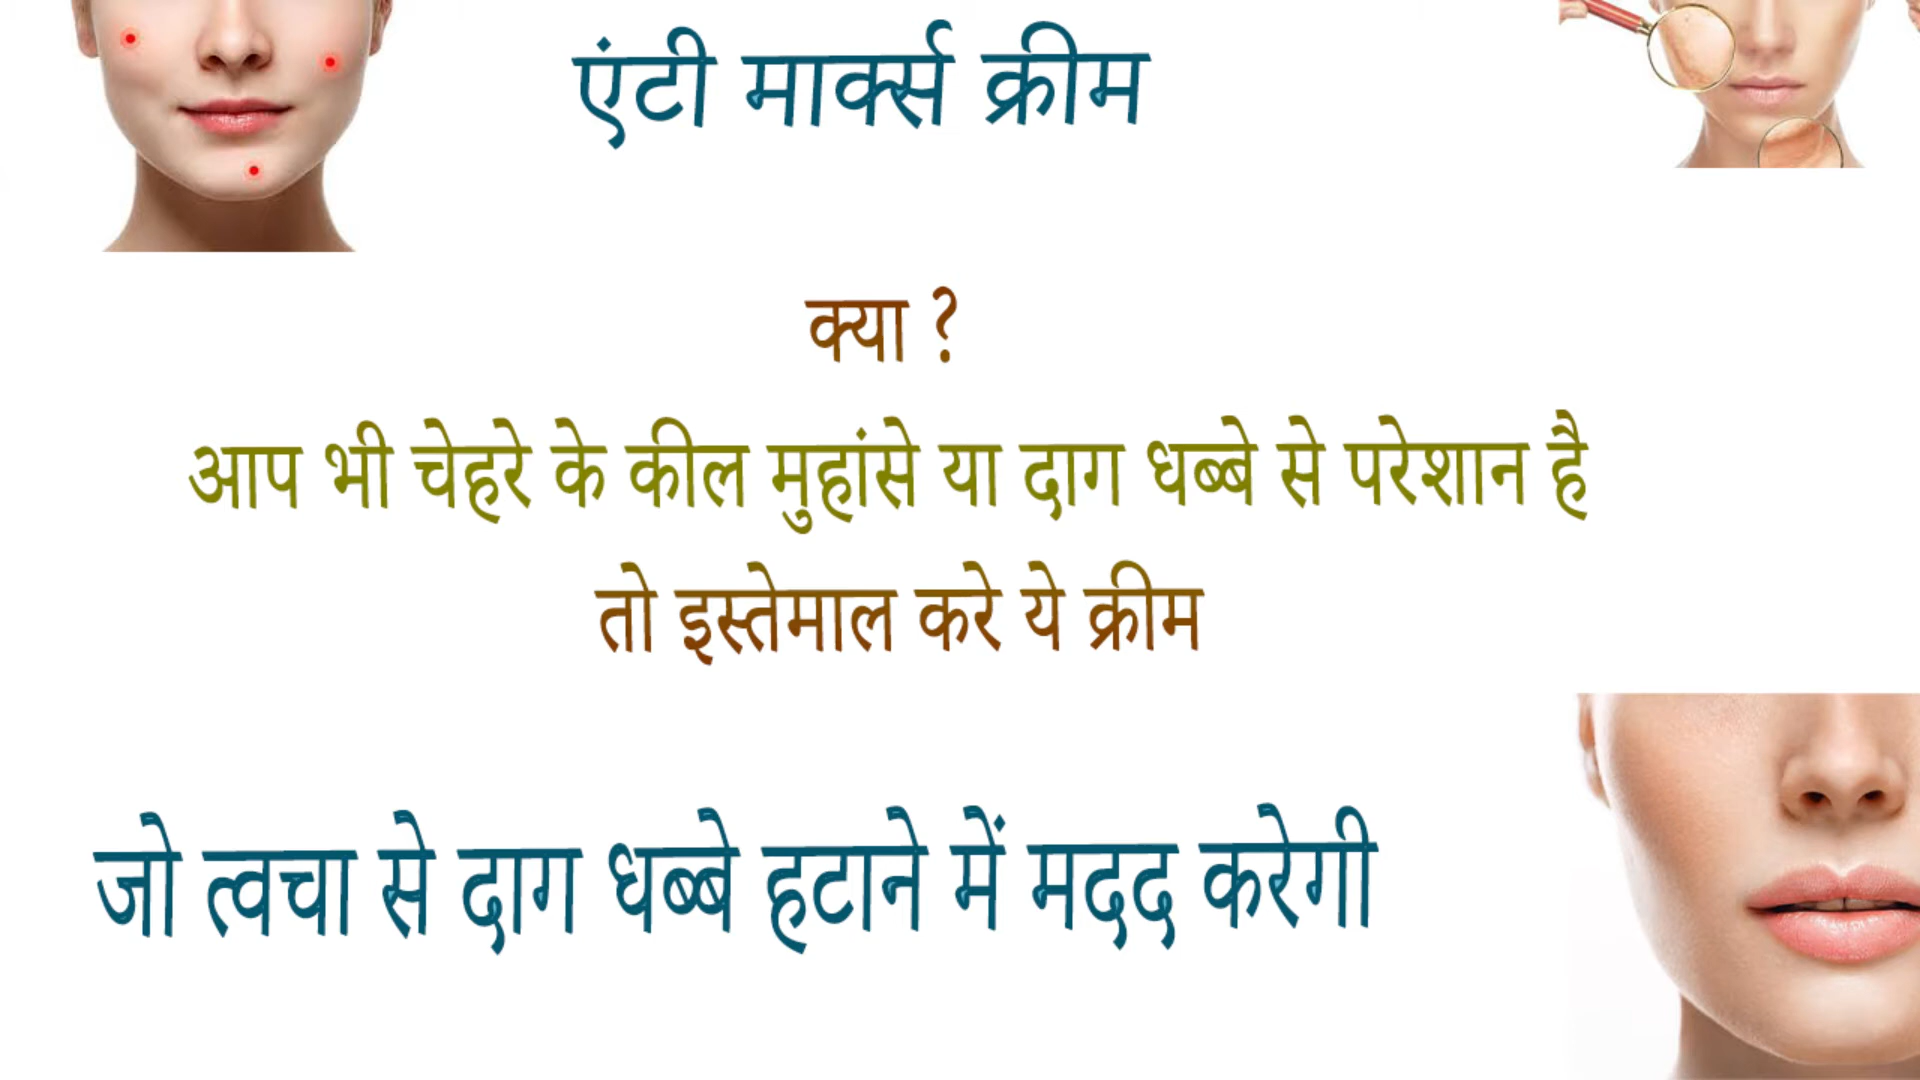 एंटी मार्क्स क्रीम
क्या ?
आप भी चेहरे के कील मुहांसे या दाग धब्बे से परेशान है
तो इस्तेमाल करे ये क्रीम
जो त्वचा से दाग धब्बे हटाने में मदद करेगी